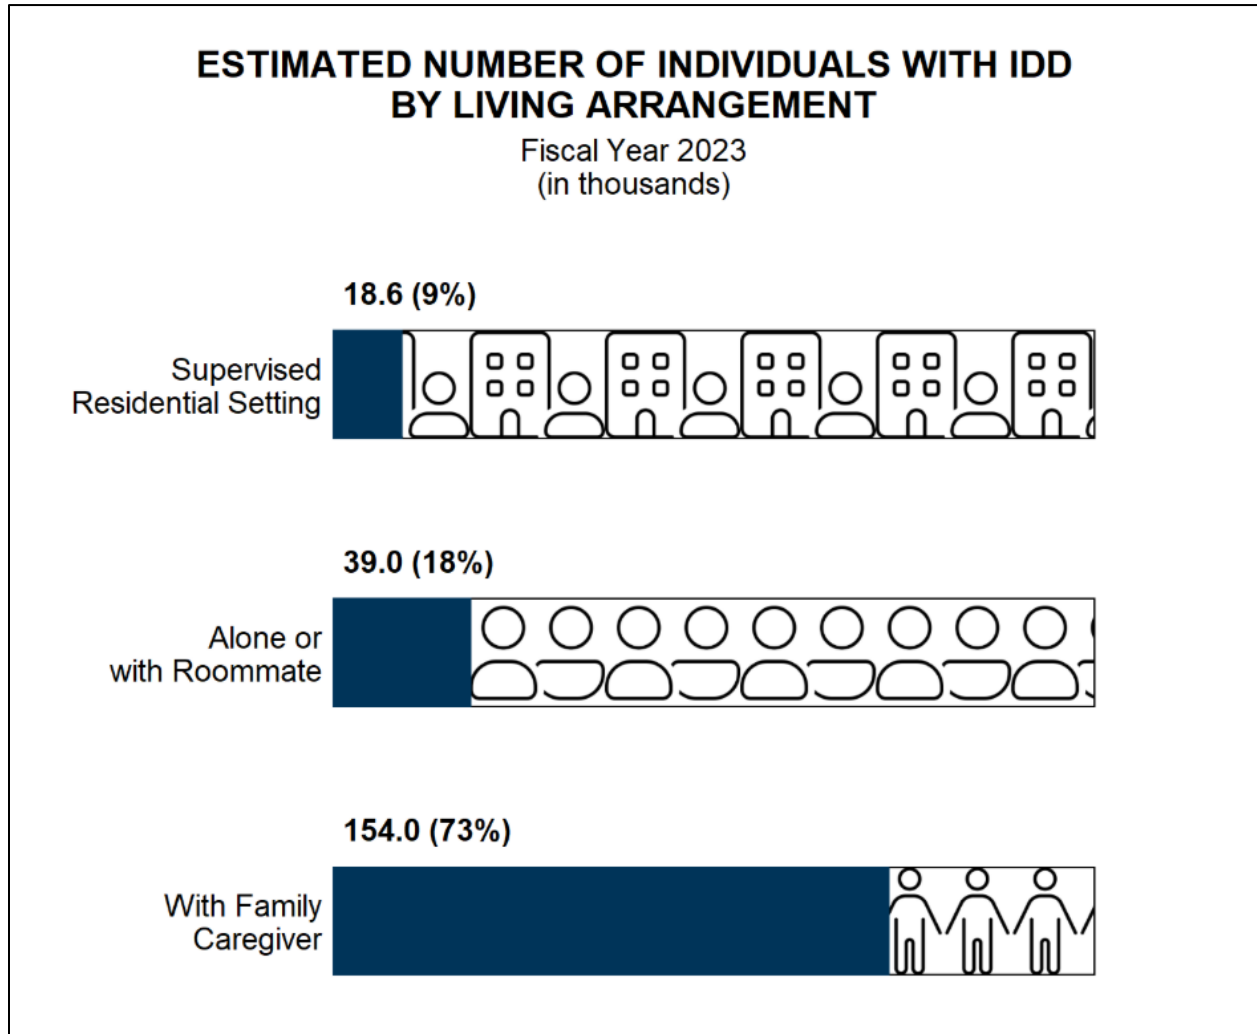 ESTIMATED NUMBER OF INDIVIDUALS WITH IDD
BY LIVING ARRANGEMENT
Fiscal Year 2023
(in thousands)
18.6 (9%)
Supervised
Residential Setting
39.0 (18%)
Alone or
with Roommate
154.0 (73%)
With Family
Caregiver